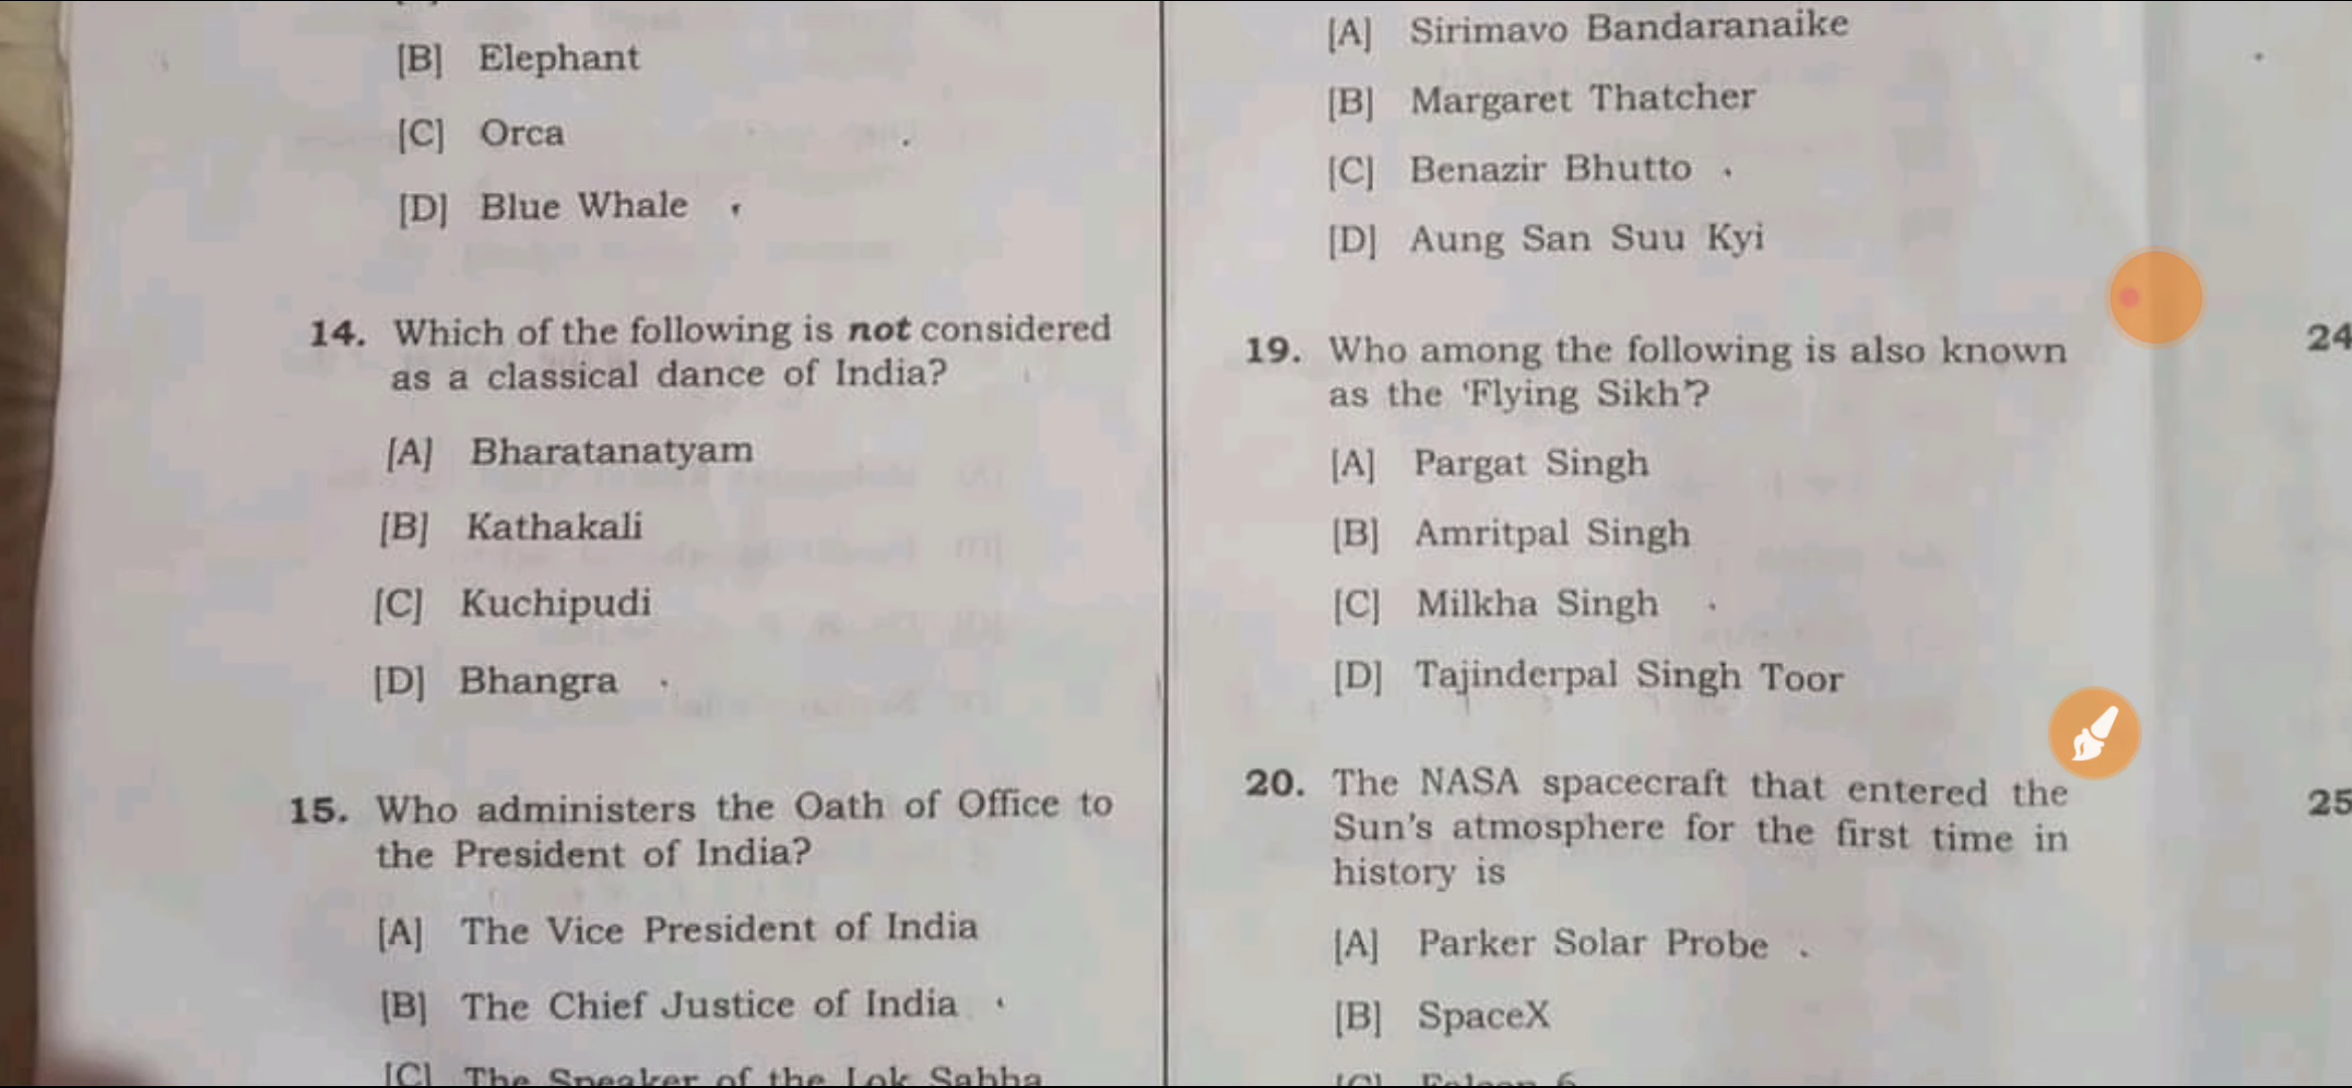 [B] Elephant
[C] Orca
[D] Blue Whale
14. Which of the following is not considered
as a classical dance of India?
[A] Bharatanatyam
[B] Kathakali
[C] Kuchipudi
[D] Bhangra
15. Who administers the Oath of Office to
the President of India?
[A] The Vice President of India
[B] The Chief Justice of India
[C] The Speaker of the Lok Sabha
[A] Sirimavo Bandaranaike
[B] Margaret Thatcher
[C] Benazir Bhutto
[D] Aung San Suu Kyi
19. Who among the following is also known
as the ‘Flying Sikh’?
[A] Pargat Singh
[B] Amritpal Singh
[C] Milkha Singh
[D] Tajinderpal Singh Toor
20. The NASA spacecraft that entered the
Sun’s atmosphere for the first time in
history is
[A] Parker Solar Probe
[B] SpaceX
[C] Falcon 6
24
25